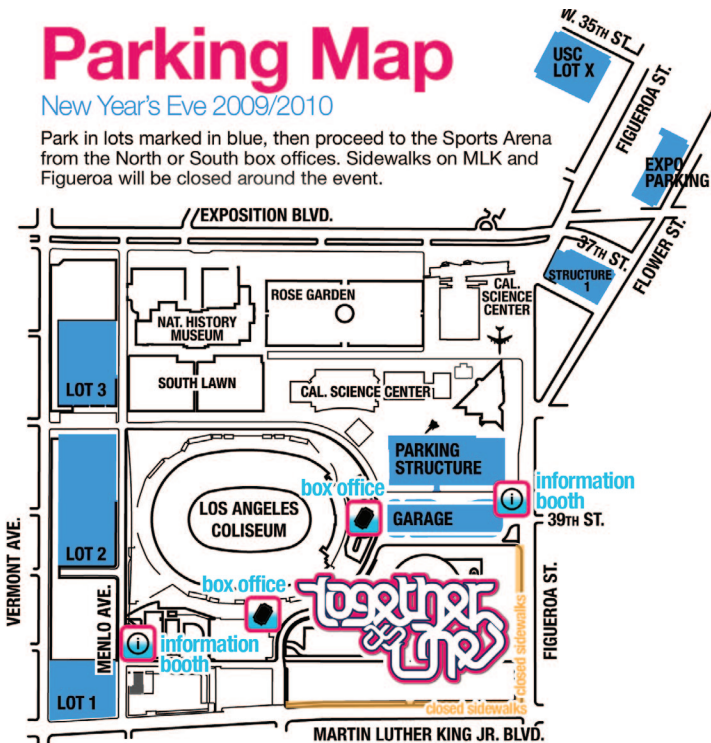 Parking Map
New Year's Eve 2009/2010
Park in lots marked in blue, then proceed to the Sports Arena
from the North or South box offices. Sidewalks on MLK and
Figueroa will be closed around the event.
W. 35TH ST.
USC
LOT X
FIGUEROA ST.
EXPO
PARKING
EXPOSITION BLVD.
37TH ST.
FLOWER ST.
STRUCTURE
1
ROSE GARDEN
CAL.
SCIENCE
CENTER
NAT. HISTORY
MUSEUM
LOT 3
SOUTH LAWN
CAL. SCIENCE CENTER
PARKING
STRUCTURE
box office
information
booth
LOS ANGELES
COLISEUM
GARAGE
39TH ST.
VERMONT AVE.
LOT 2
box office
together
as
one
MENLO AVE.
information
booth
FIGUEROA ST.
closed sidewalks - closed sidewalks
LOT 1
MARTIN LUTHER KING JR. BLVD.